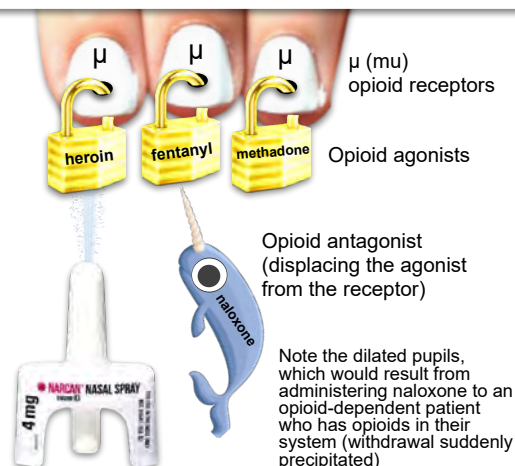 µ
µ
µ
µ (mu)
opioid receptors
heroin
fentanyl
methadone
Opioid agonists
Opioid antagonist
(displacing the agonist
from the receptor)
naloxone
Note the dilated pupils,
which would result from
administering naloxone to an
opioid-dependent patient
who has opioids in their
system (withdrawal suddenly
precipitated)
NARCAN NASAL SPRAY
4 mg